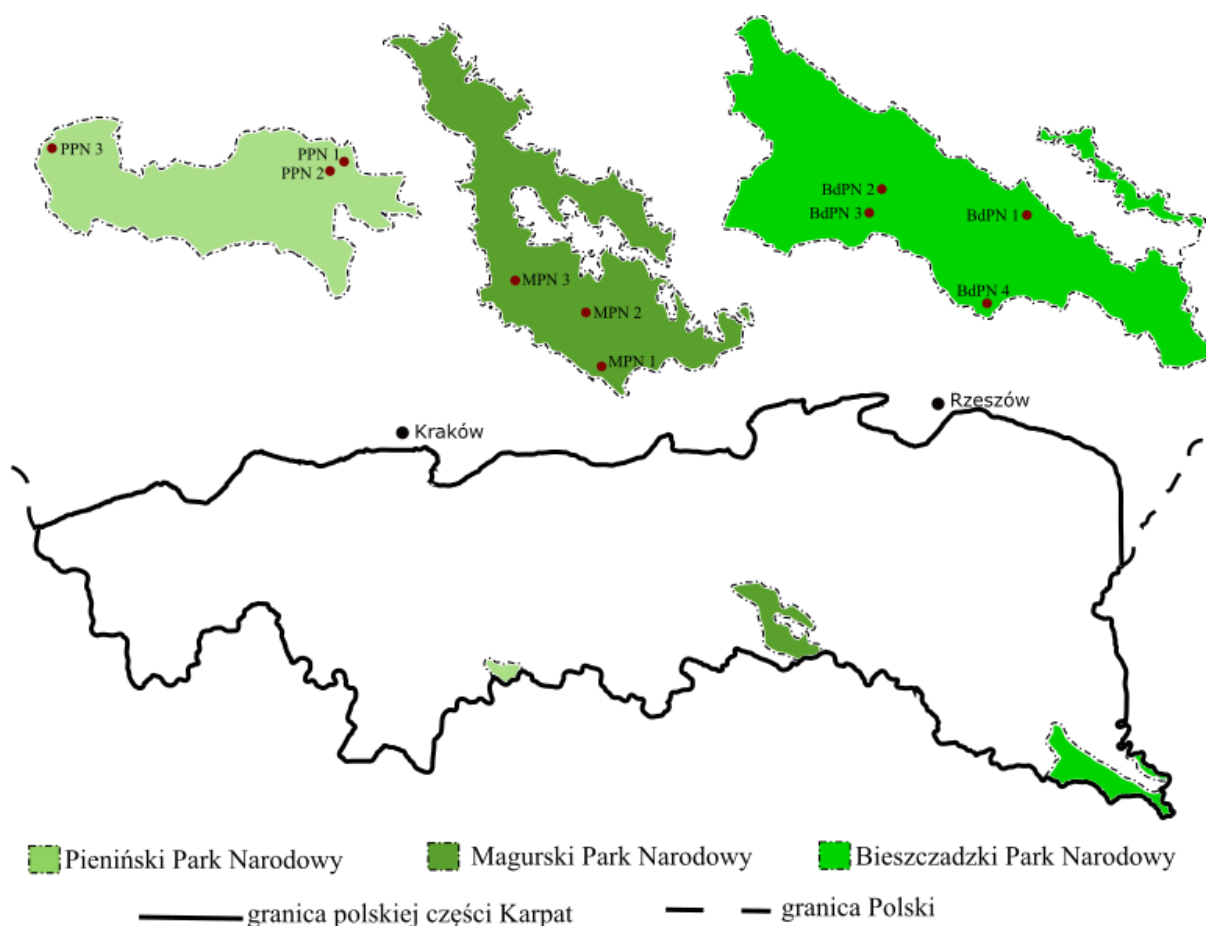 PPN 3
PPN 1
PPN 2
MPN 3
MPN 2
MPN 1
BdPN 2
BdPN 3
BdPN 1
BdPN 4
Kraków
Rzeszów
Pieniński Park Narodowy
Magurski Park Narodowy
Bieszczadzki Park Narodowy
granica polskiej części Karpat
granica Polski